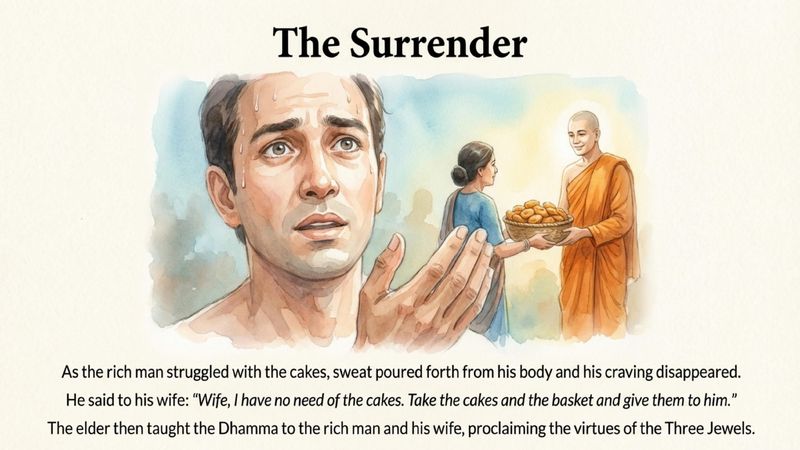 The Surrender
As the rich man struggled with the cakes, sweat poured forth from his body and his craving disappeared.
He said to his wife: “Wife, I have no need of the cakes. Take the cakes and the basket and give them to him.”
The elder then taught the Dhamma to the rich man and his wife, proclaiming the virtues of the Three Jewels.